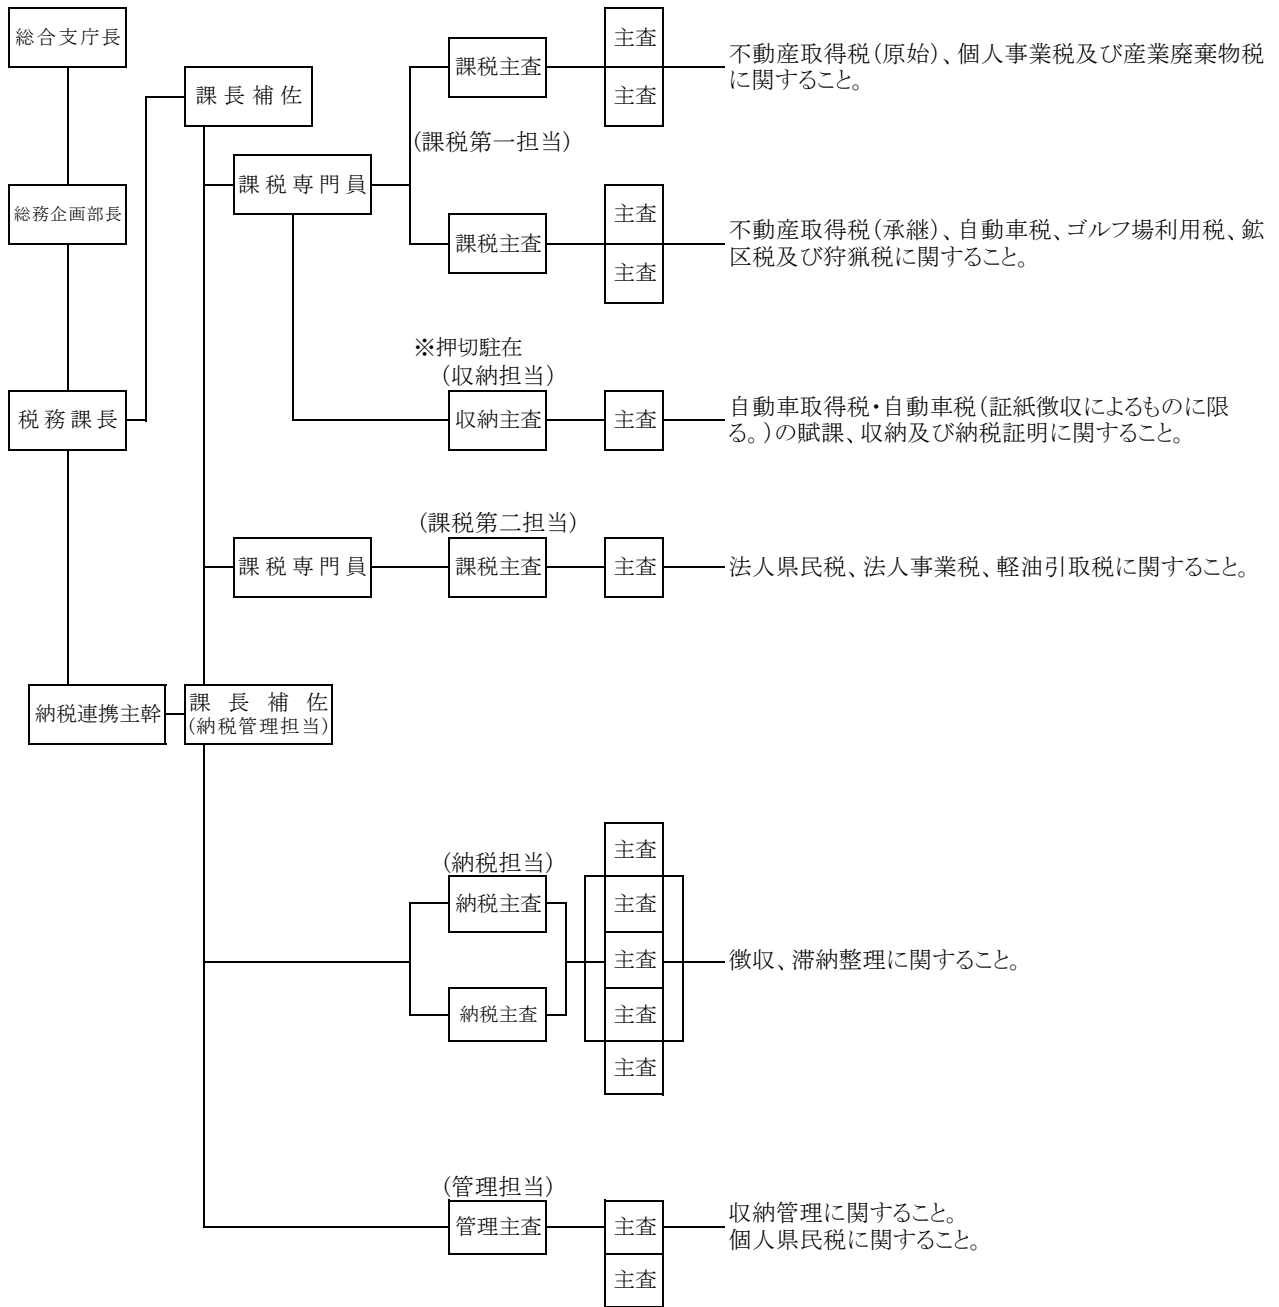 総合支庁長
総務企画部長
税務課長
納税連携主幹
課長補佐
課税専門員
(課税第一担当)
課税主査
主査
主査
不動産取得税(原始)、個人事業税及び産業廃棄物税
に関すること。
課税主査
主査
主査
不動産取得税(承継)、自動車税、ゴルフ場利用税、鉱
区税及び狩猟税に関すること。
※押切駐在
(収納担当)
収納主査
主査
自動車取得税・自動車税(証紙徴収によるものに限
る。)の賦課、収納及び納税証明に関すること。
課税専門員
(課税第二担当)
課税主査
主査
法人県民税、法人事業税、軽油引取税に関すること。
課長補佐
(納税管理担当)
(納税担当)
納税主査
納税主査
主査
主査
主査
主査
主査
徴収、滞納整理に関すること。
(管理担当)
管理主査
主査
主査
収納管理に関すること。
個人県民税に関すること。